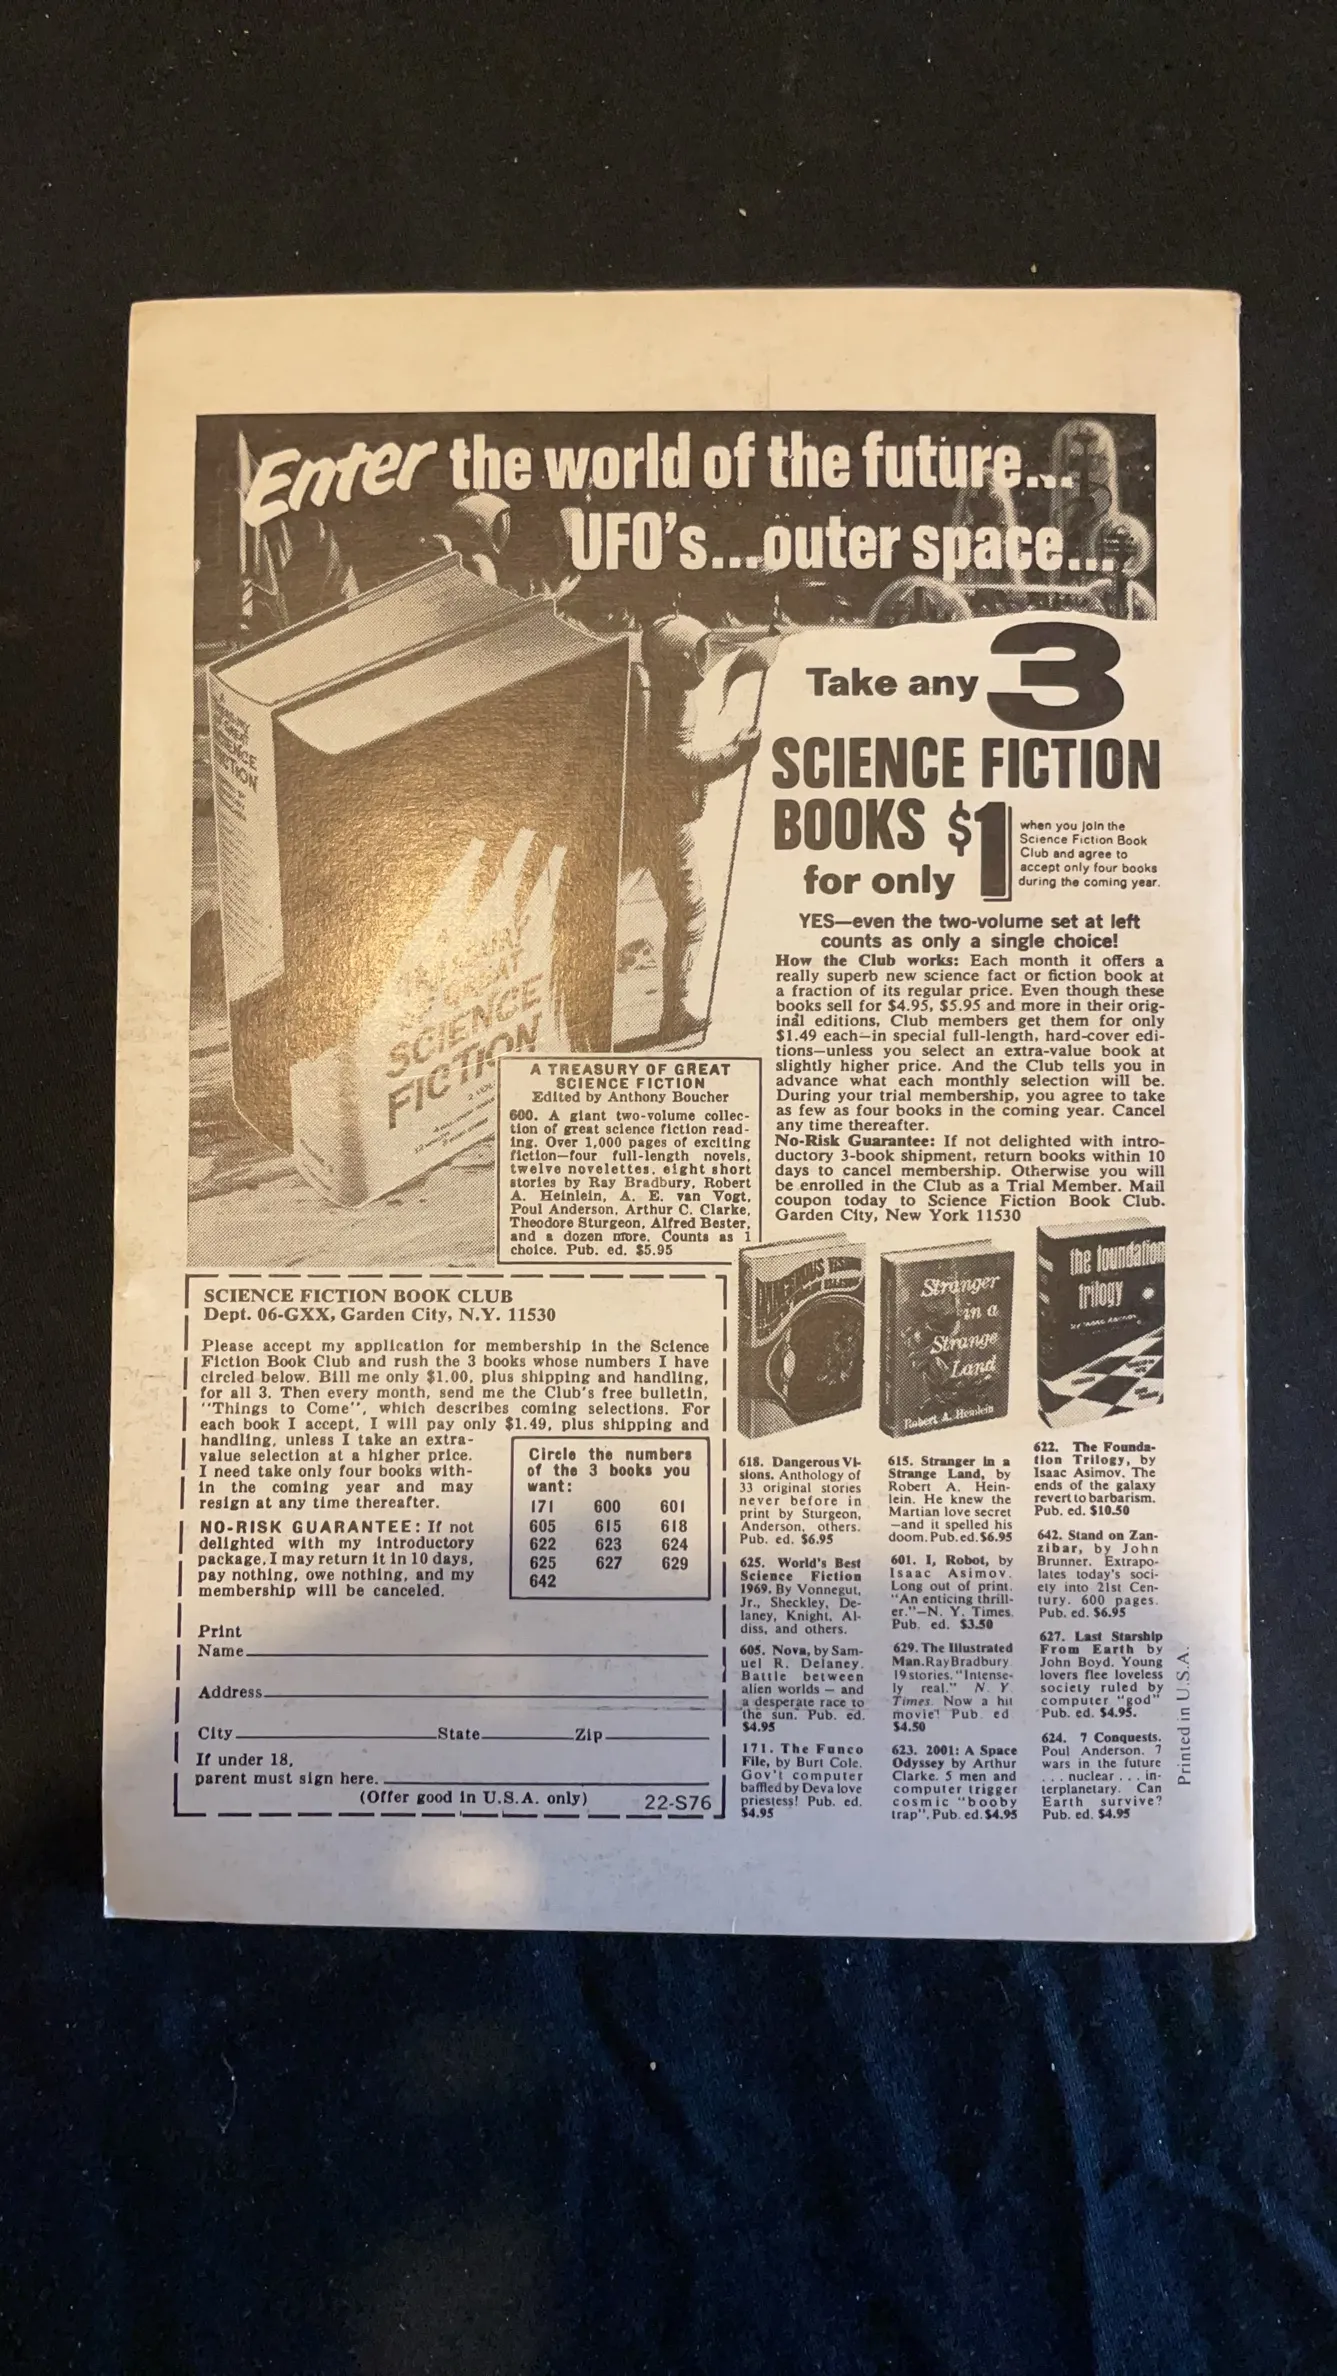 Enter the world of the future...
UFO's...outer space...
Take any 3
SCIENCE FICTION
BOOKS $1
for only
when you join the
Science Fiction Book
Club and agree to
accept only four books
during the coming year.
YES—even the two-volume set at left
counts as only a single choice!
How the Club works: Each month it offers a
really superb new science fact or fiction book at
a fraction of its regular price. Even though these
books sell for $4.95, $5.95 and more in their orig-
inal editions, Club members get them for only
$1.49 each—in special full-length, hard-cover edi-
tions—unless you select an extra-value book at
slightly higher price. And the Club tells you in
advance what each monthly selection will be.
During your trial membership, you agree to take
as few as four books in the coming year. Cancel
any time thereafter.
No-Risk Guarantee: If not delighted with intro-
ductory 3-book shipment, return books within 10
days to cancel membership. Otherwise you will
be enrolled in the Club as a Trial Member. Mail
coupon today to Science Fiction Book Club.
Garden City, New York 11530
SCIENCE
FICTION
A TREASURY OF GREAT
SCIENCE FICTION
Edited by Anthony Boucher
600. A giant two-volume collec-
tion of great science fiction read-
ing. Over 1,000 pages of exciting
fiction—four full-length novels,
twelve novelettes, eight short
stories by Ray Bradbury, Robert
A. Heinlein, A. E. van Vogt,
Poul Anderson, Arthur C. Clarke,
Theodore Sturgeon, Alfred Bester,
and a dozen more. Counts as 1
choice. Pub. ed. $5.95
SCIENCE FICTION BOOK CLUB
Dept. 06-GXX, Garden City, N.Y. 11530
Please accept my application for membership in the Science
Fiction Book Club and rush the 3 books whose numbers I have
circled below. Bill me only $1.00, plus shipping and handling,
for all 3. Then every month, send me the Club's free bulletin,
"Things to Come", which describes coming selections. For
each book I accept, I will pay only $1.49, plus shipping and
handling, unless I take an extra-
value selection at a higher price.
I need take only four books with-
in the coming year and may
resign at any time thereafter.
NO-RISK GUARANTEE: If not
delighted with my introductory
package, I may return it in 10 days,
pay nothing, owe nothing, and my
membership will be canceled.
Circle the numbers
of the 3 books you
want:
171 600 601
605 615 618
622 623 624
625 627 629
642
Print
Name
Address
City State Zip
If under 18,
parent must sign here.
(Offer good in U.S.A. only) 22-S76
Stranger
in a
Strange
Land
Robert A. Heinlein
the foundation
trilogy
618. Dangerous Vi-
sions. Anthology of
33 original stories
never before in
print by Sturgeon,
Anderson, others.
Pub. ed. $6.95
625. World's Best
Science Fiction
1969. By Vonnegut,
Jr., Sheckley, De-
laney, Knight, Al-
diss, and others.
605. Nova, by Sam-
uel R. Delaney.
Battle between
alien worlds — and
a desperate race to
the sun. Pub. ed.
$4.95
171. The Funco
File, by Burt Cole.
Gov't computer
baffled by Deva love
priestess! Pub. ed.
$4.95
615. Stranger in a
Strange Land, by
Robert A. Hein-
lein. He knew the
Martian love secret
—and it spelled his
doom. Pub. ed. $6.95
601. I, Robot, by
Isaac Asimov.
Long out of print.
"An enticing thrill-
er."—N. Y. Times.
Pub. ed. $3.50
629. The Illustrated
Man. Ray Bradbury
19 stories. "Intense-
ly real." N. Y.
Times. Now a hit
movie! Pub. ed
$4.50
623. 2001: A Space
Odyssey by Arthur
Clarke. 5 men and
computer trigger
cosmic "booby
trap". Pub. ed. $4.95
622. The Founda-
tion Trilogy, by
Isaac Asimov. The
ends of the galaxy
revert to barbarism.
Pub. ed. $10.50
642. Stand on Zan-
zibar, by John
Brunner. Extrapo-
lates today's soci-
ety into 21st Cen-
tury. 600 pages.
Pub. ed. $6.95
627. Last Starship
From Earth by
John Boyd. Young
lovers flee loveless
society ruled by
computer "god"
Pub. ed. $4.95.
624. 7 Conquests.
Poul Anderson. 7
wars in the future
. . . nuclear . . . in-
terplanetary. Can
Earth survive?
Pub. ed. $4.95
Printed in U.S.A.